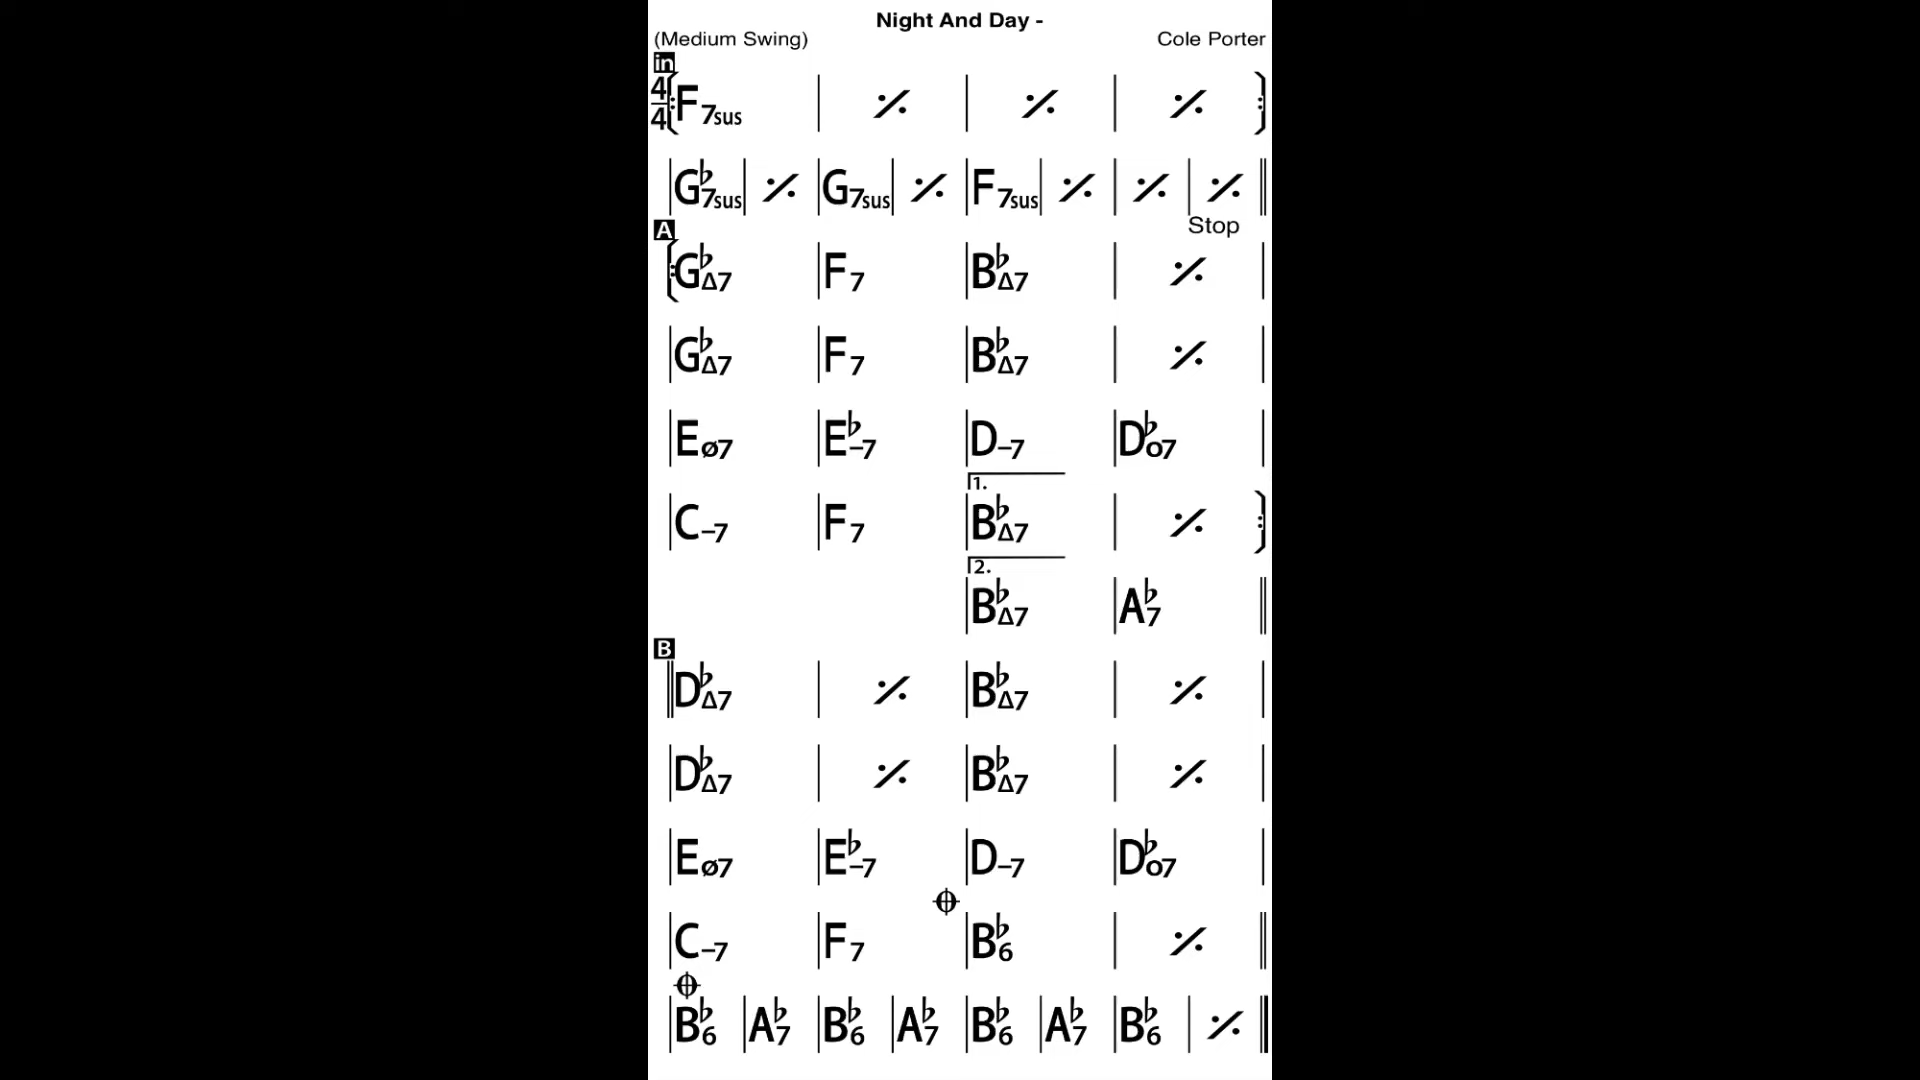 Night And Day -
(Medium Swing) Cole Porter
in
4/4 F7sus | 𝄎 | 𝄎 | 𝄎
G♭7sus | 𝄎 | G7sus | 𝄎 | F7sus | 𝄎 | 𝄎 | 𝄎
A Stop
G♭Δ7 | F7 | B♭Δ7 | 𝄎
G♭Δ7 | F7 | B♭Δ7 | 𝄎
Eø7 | E♭–7 | D–7 | D♭o7
1.
C–7 | F7 | B♭Δ7 | 𝄎
2.
B♭Δ7 | A♭7
B
D♭Δ7 | 𝄎 | B♭Δ7 | 𝄎
D♭Δ7 | 𝄎 | B♭Δ7 | 𝄎
Eø7 | E♭–7 | D–7 | D♭o7
𝄌
C–7 | F7 | B♭6 | 𝄎
𝄌
B♭6 | A♭7 | B♭6 | A♭7 | B♭6 | A♭7 | B♭6 | 𝄎